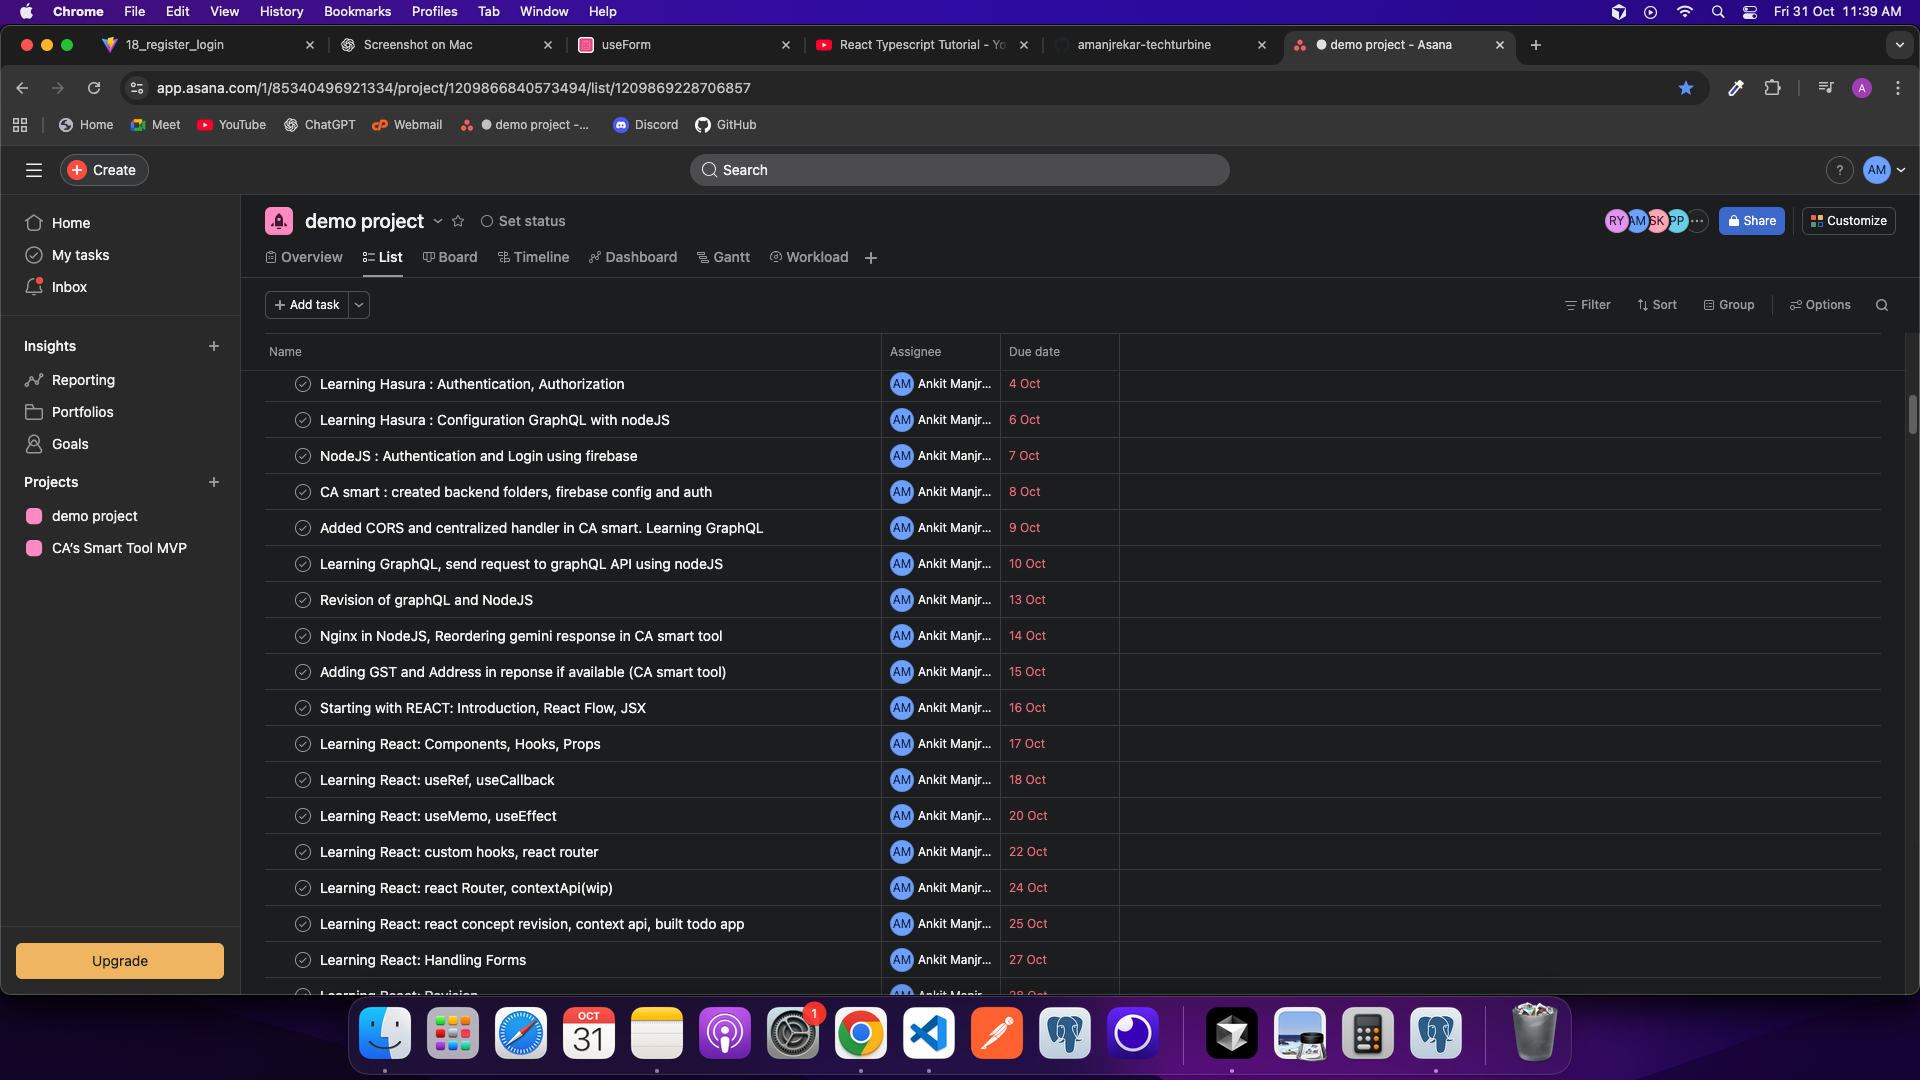 Chrome File Edit View History Bookmarks Profiles Tab Window Help Fri 31 Oct 11:39 AM
18_register_login Screenshot on Mac useForm React Typescript Tutorial - Yo amanjrekar-techturbine demo project - Asana
app.asana.com/1/85340496921334/project/1209866840573494/list/1209869228706857 A
Home Meet YouTube ChatGPT Webmail demo project -... Discord GitHub
Create Search ? AM
Home
My tasks
Inbox
Insights
Reporting
Portfolios
Goals
Projects
demo project
CA's Smart Tool MVP
Upgrade
demo project Set status RY AM SK PP Share Customize
Overview List Board Timeline Dashboard Gantt Workload
Add task Filter Sort Group Options
Name Assignee Due date
Learning Hasura : Authentication, Authorization AM Ankit Manjr... 4 Oct
Learning Hasura : Configuration GraphQL with nodeJS AM Ankit Manjr... 6 Oct
NodeJS : Authentication and Login using firebase AM Ankit Manjr... 7 Oct
CA smart : created backend folders, firebase config and auth AM Ankit Manjr... 8 Oct
Added CORS and centralized handler in CA smart. Learning GraphQL AM Ankit Manjr... 9 Oct
Learning GraphQL, send request to graphQL API using nodeJS AM Ankit Manjr... 10 Oct
Revision of graphQL and NodeJS AM Ankit Manjr... 13 Oct
Nginx in NodeJS, Reordering gemini response in CA smart tool AM Ankit Manjr... 14 Oct
Adding GST and Address in reponse if available (CA smart tool) AM Ankit Manjr... 15 Oct
Starting with REACT: Introduction, React Flow, JSX AM Ankit Manjr... 16 Oct
Learning React: Components, Hooks, Props AM Ankit Manjr... 17 Oct
Learning React: useRef, useCallback AM Ankit Manjr... 18 Oct
Learning React: useMemo, useEffect AM Ankit Manjr... 20 Oct
Learning React: custom hooks, react router AM Ankit Manjr... 22 Oct
Learning React: react Router, contextApi(wip) AM Ankit Manjr... 24 Oct
Learning React: react concept revision, context api, built todo app AM Ankit Manjr... 25 Oct
Learning React: Handling Forms AM Ankit Manjr... 27 Oct
Learning React: Revision AM Ankit Manjr... 28 Oct
OCT 31 1